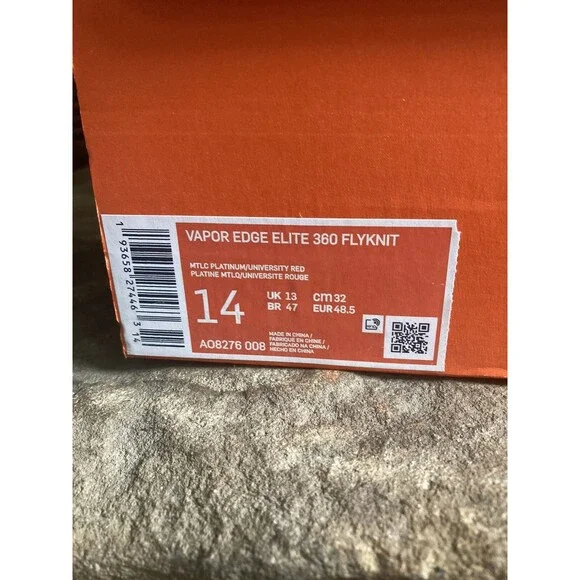 VAPOR EDGE ELITE 360 FLYKNIT
MTLC PLATINUM/UNIVERSITY RED
PLATINE MTLQ/UNIVERSITE ROUGE
14
UK 13 CM 32
BR 47 EUR 48.5
AO8276 008
MADE IN CHINA /
FABRIQUE EN CHINE /
FABRICADO NA CHINA /
HECHO EN CHINA
1 93658 27446 3 14